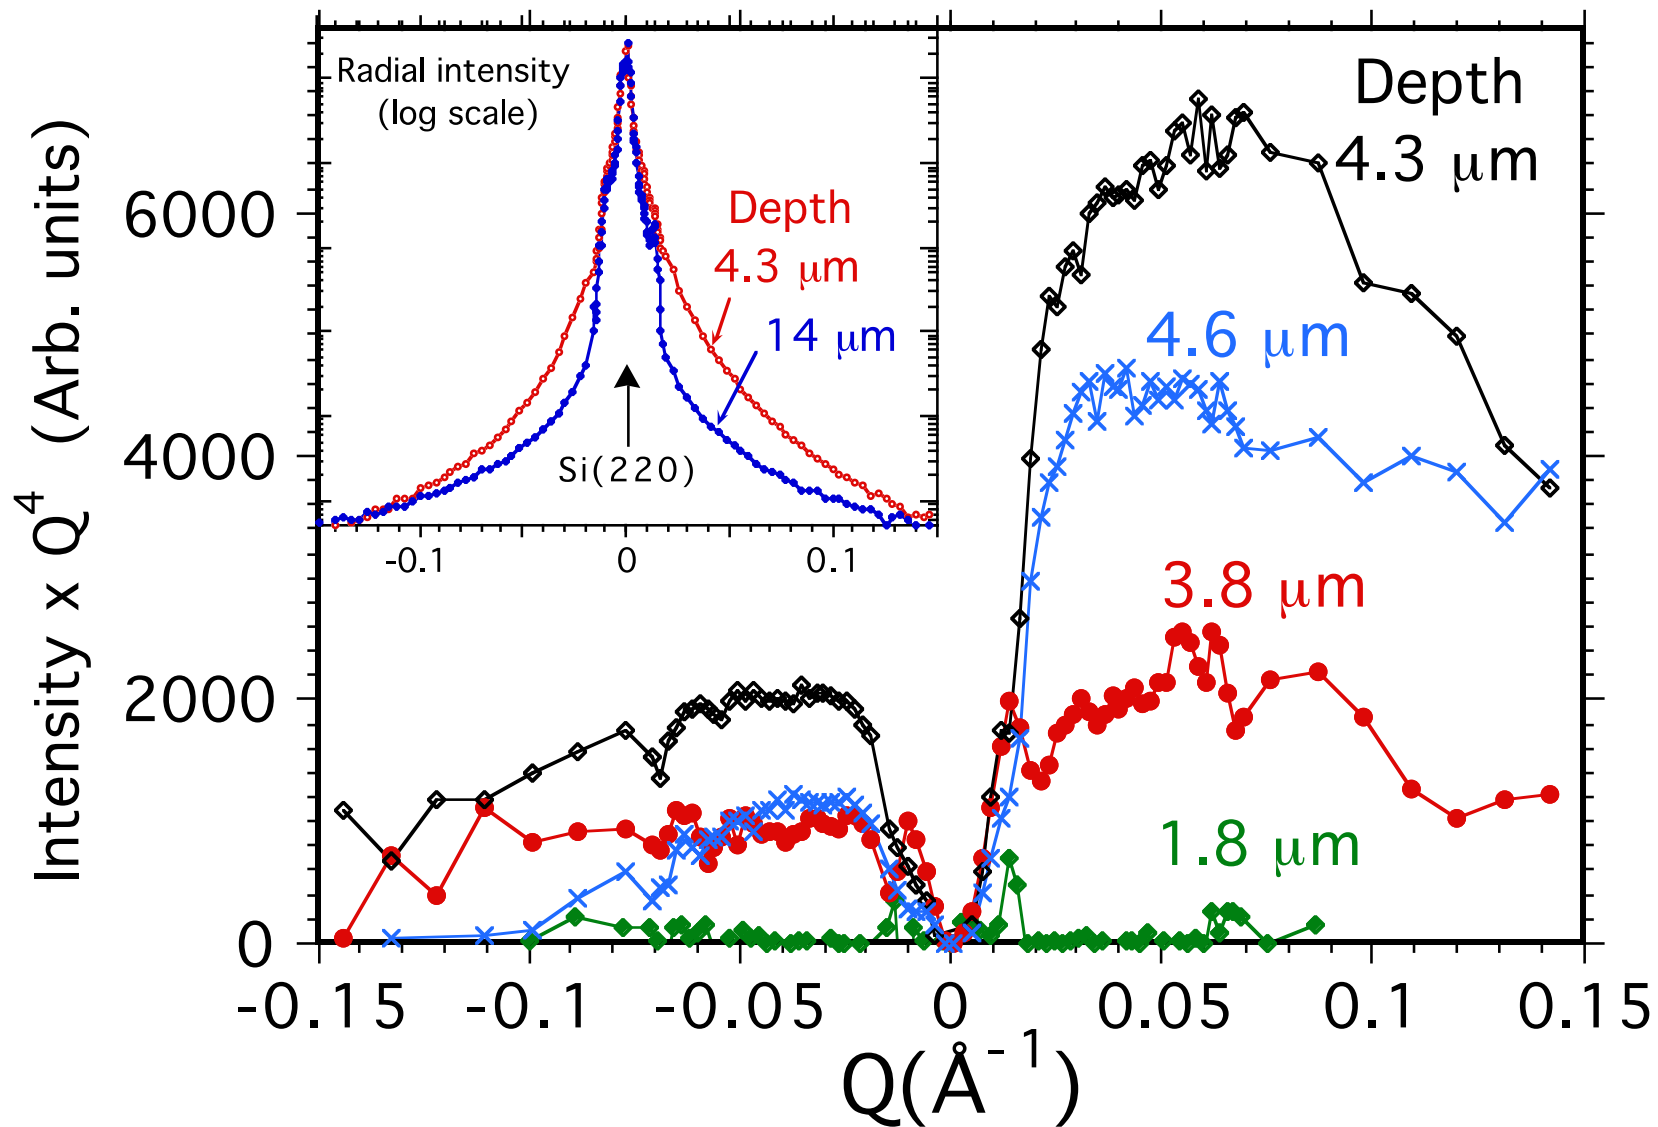 Radial intensity
(log scale)
Depth
4.3 μm
14 μm
Si(220)
-0.1
0
0.1
Depth
4.3 μm
4.6 μm
3.8 μm
1.8 μm
Intensity x Q⁴ (Arb. units)
6000
4000
2000
0
-0.15
-0.1
-0.05
0
0.05
0.1
0.15
Q(Å⁻¹)